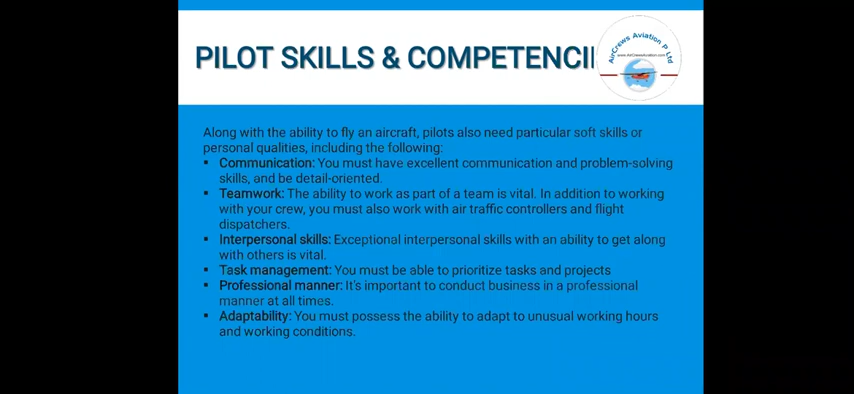 PILOT SKILLS & COMPETENCI
AirCrews Aviation P Ltd
www.AirCrewsAviation.com
Along with the ability to fly an aircraft, pilots also need particular soft skills or
personal qualities, including the following:
▪ Communication: You must have excellent communication and problem-solving
skills, and be detail-oriented.
▪ Teamwork: The ability to work as part of a team is vital. In addition to working
with your crew, you must also work with air traffic controllers and flight
dispatchers.
▪ Interpersonal skills: Exceptional interpersonal skills with an ability to get along
with others is vital.
▪ Task management: You must be able to prioritize tasks and projects
▪ Professional manner: It's important to conduct business in a professional
manner at all times.
▪ Adaptability: You must possess the ability to adapt to unusual working hours
and working conditions.